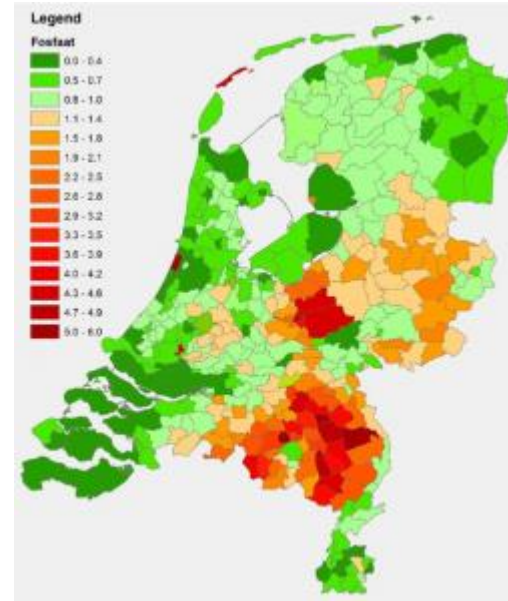 Legend
Fosfaat
0.0 - 0.4
0.5 - 0.7
0.8 - 1.0
1.1 - 1.4
1.5 - 1.8
1.9 - 2.1
2.2 - 2.5
2.6 - 2.8
2.9 - 3.2
3.3 - 3.5
3.6 - 3.9
4.0 - 4.2
4.3 - 4.6
4.7 - 4.9
5.0 - 6.0